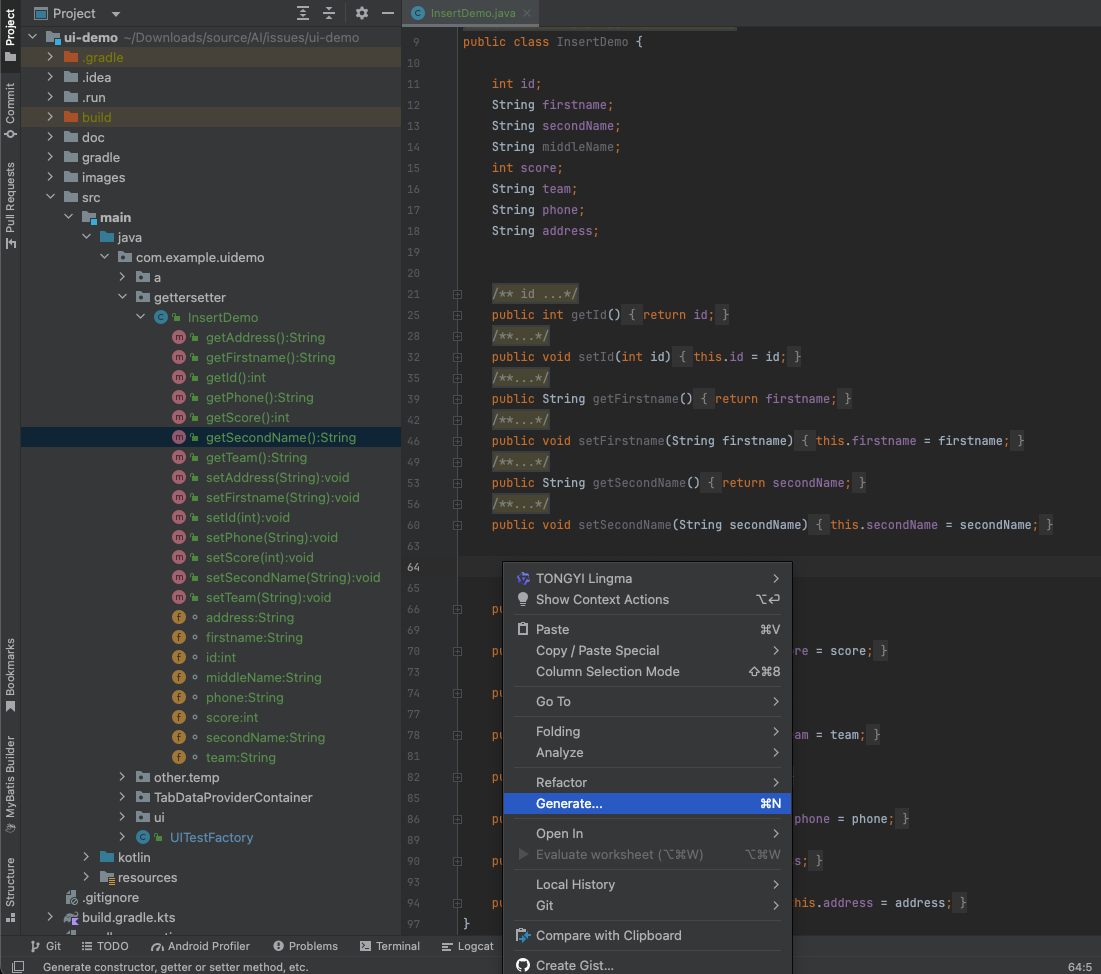 Project
InsertDemo.java
ui-demo ~/Downloads/source/AI/issues/ui-demo
.gradle
.idea
.run
build
doc
gradle
images
src
main
java
com.example.uidemo
a
gettersetter
InsertDemo
getAddress():String
getFirstname():String
getId():int
getPhone():String
getScore():int
getSecondName():String
getTeam():String
setAddress(String):void
setFirstname(String):void
setId(int):void
setPhone(String):void
setScore(int):void
setSecondName(String):void
setTeam(String):void
address:String
firstname:String
id:int
middleName:String
phone:String
score:int
secondName:String
team:String
other.temp
TabDataProviderContainer
ui
UITestFactory
kotlin
resources
.gitignore
build.gradle.kts
Project
Commit
Pull Requests
Bookmarks
MyBatis Builder
Structure
9 public class InsertDemo {
10
11 int id;
12 String firstname;
13 String secondName;
14 String middleName;
15 int score;
16 String team;
17 String phone;
18 String address;
19
20
21 /** id ...*/
25 public int getId() { return id; }
28 /**...*/
32 public void setId(int id) { this.id = id; }
35 /**...*/
39 public String getFirstname() { return firstname; }
42 /**...*/
46 public void setFirstname(String firstname) { this.firstname = firstname; }
49 /**...*/
53 public String getSecondName() { return secondName; }
56 /**...*/
60 public void setSecondName(String secondName) { this.secondName = secondName; }
63
64
65
66 pu
69
70 pu ore = score; }
73
74 pu
77
78 pu eam = team; }
81
82 pu
85
86 pu phone = phone; }
89
90 pu s; }
93
94 pu this.address = address; }
97 }
TONGYI Lingma
Show Context Actions ⌥↩
Paste ⌘V
Copy / Paste Special
Column Selection Mode ⇧⌘8
Go To
Folding
Analyze
Refactor
Generate... ⌘N
Open In
Evaluate worksheet (⌥⌘W) ⌥⌘W
Local History
Git
Compare with Clipboard
Create Gist...
Git TODO Android Profiler Problems Terminal Logcat
Generate constructor, getter or setter method, etc. 64:5